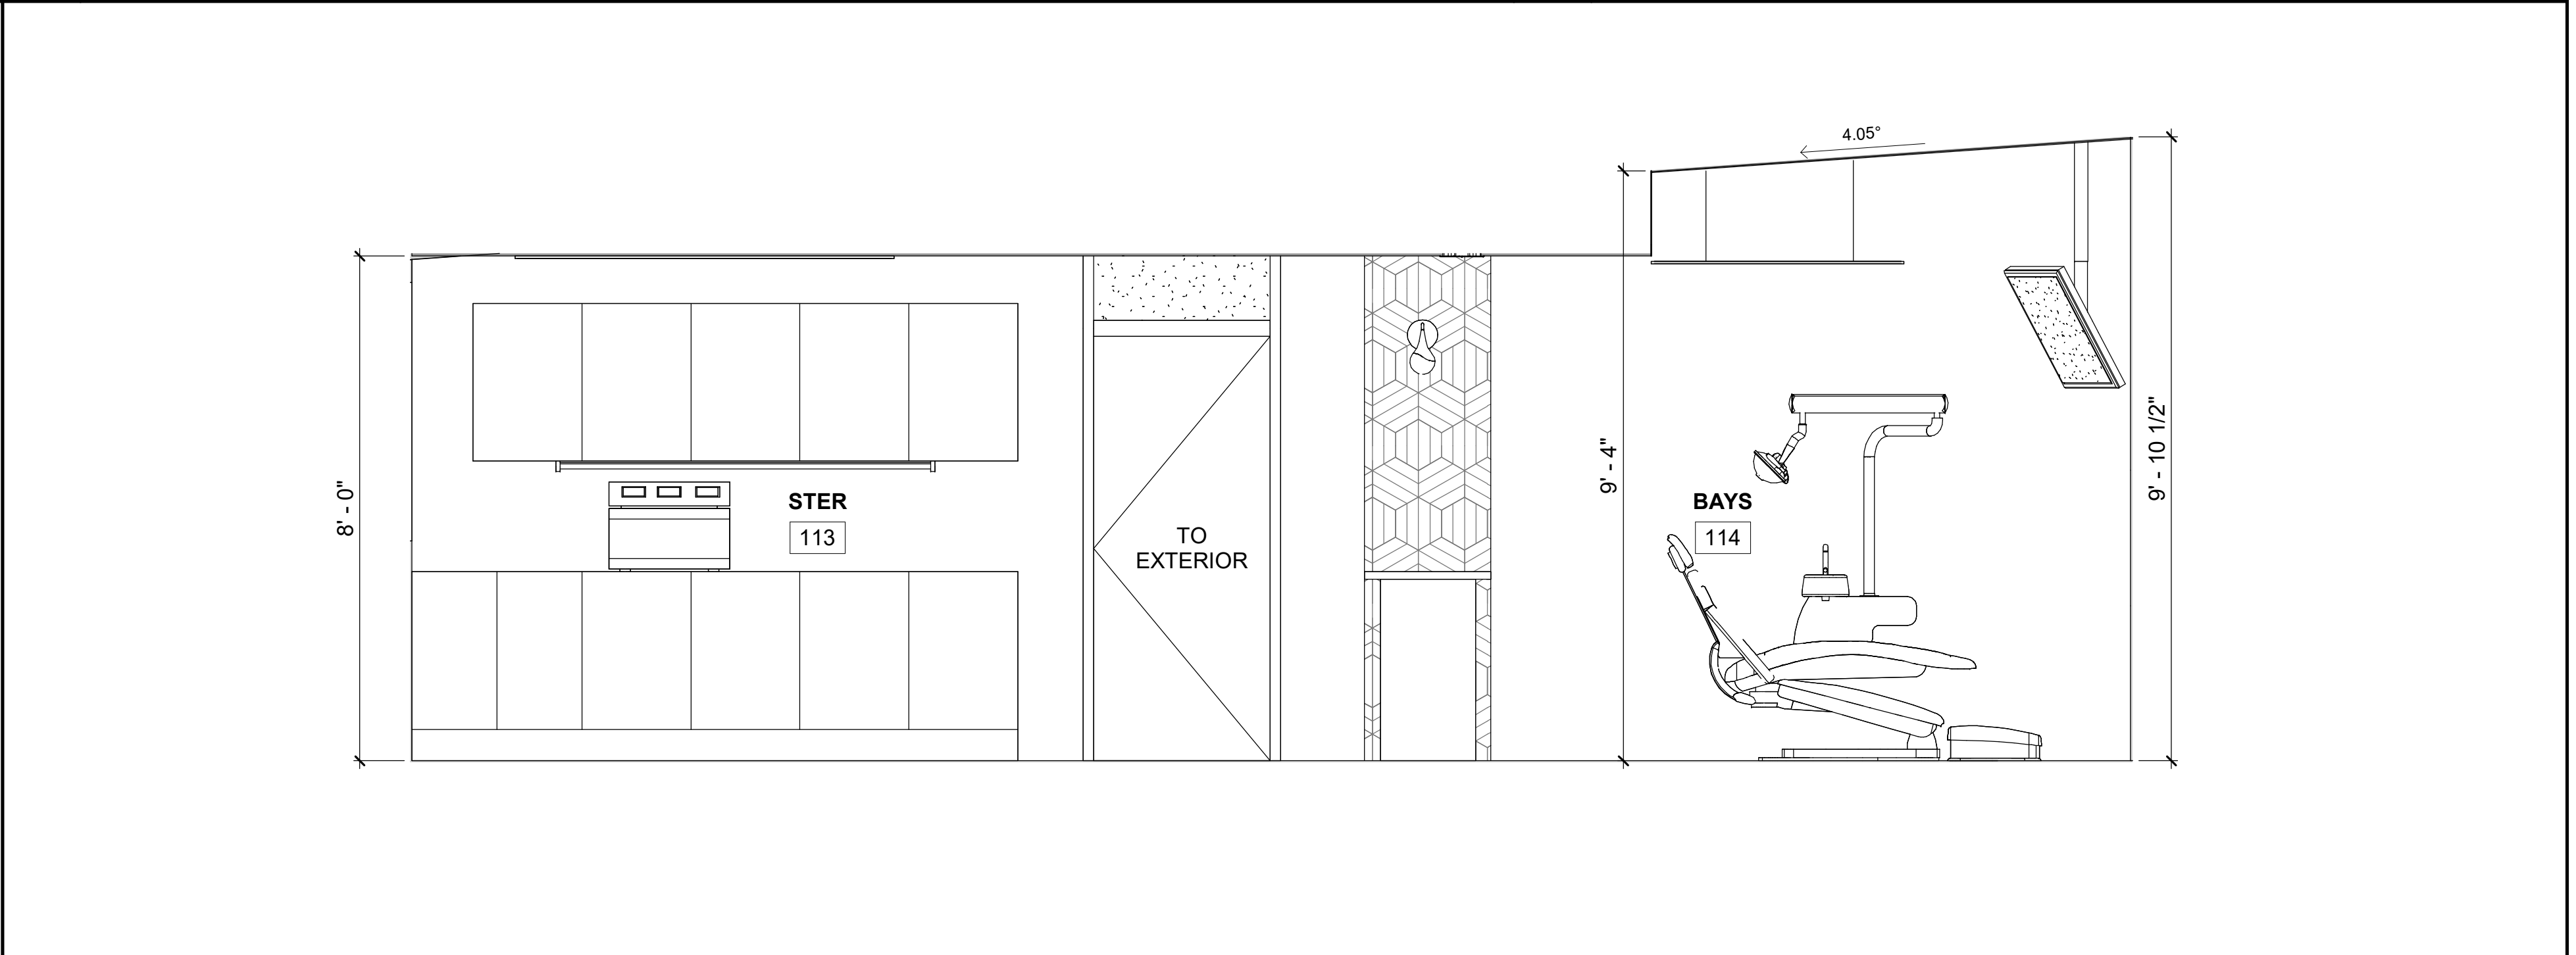 4.05°
8' - 0"
STER
113
TO
EXTERIOR
9' - 4"
BAYS
114
9' - 10 1/2"